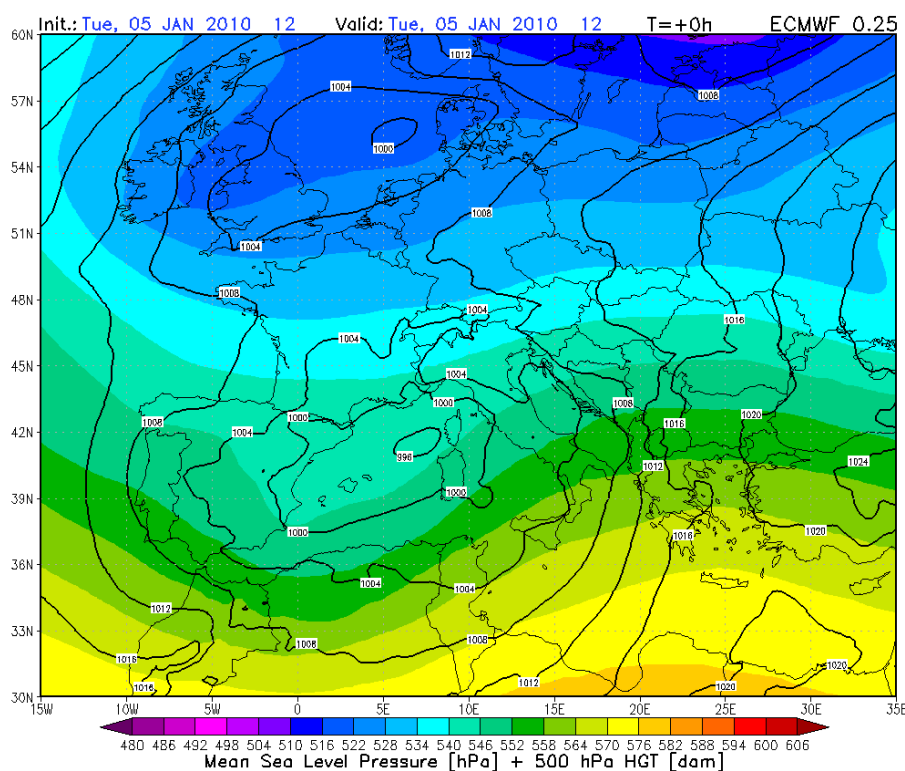 Init.: Tue, 05 JAN 2010 12 Valid: Tue, 05 JAN 2010 12 T=+0h ECMWF 0.25
60N
1012
1004
1008
57N
1000
54N
1008
51N
1004
48N
1008
1004
1016
1004
45N
1004
1000
1000
1008
1020
42N
1008
1004
1016
996
1012
1024
39N
1000
1000
1020
1016
36N
1004
1004
1012
33N
1008
1008
1016
1020
1016
1012
1020
30N
15W 10W 5W 0 5E 10E 15E 20E 25E 30E 35E
480 486 492 498 504 510 516 522 528 534 540 546 552 558 564 570 576 582 588 594 600 606
Mean Sea Level Pressure [hPa] + 500 hPa HGT [dam]